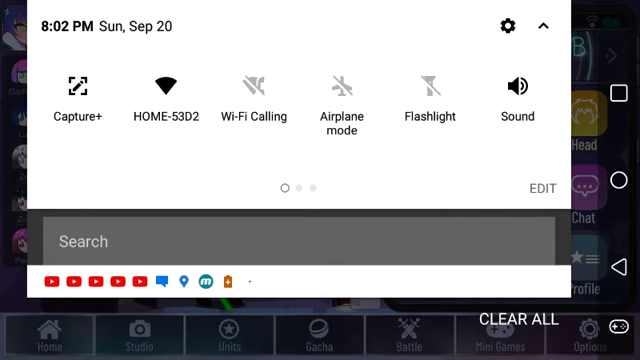 8:02 PM Sun, Sep 20
B
Capture+ HOME-53D2 Wi-Fi Calling Airplane mode Flashlight Sound
Head
EDIT
Chat
Search
Profile
m
CLEAR ALL
Home Studio Units Gacha Battle Mini Games Options